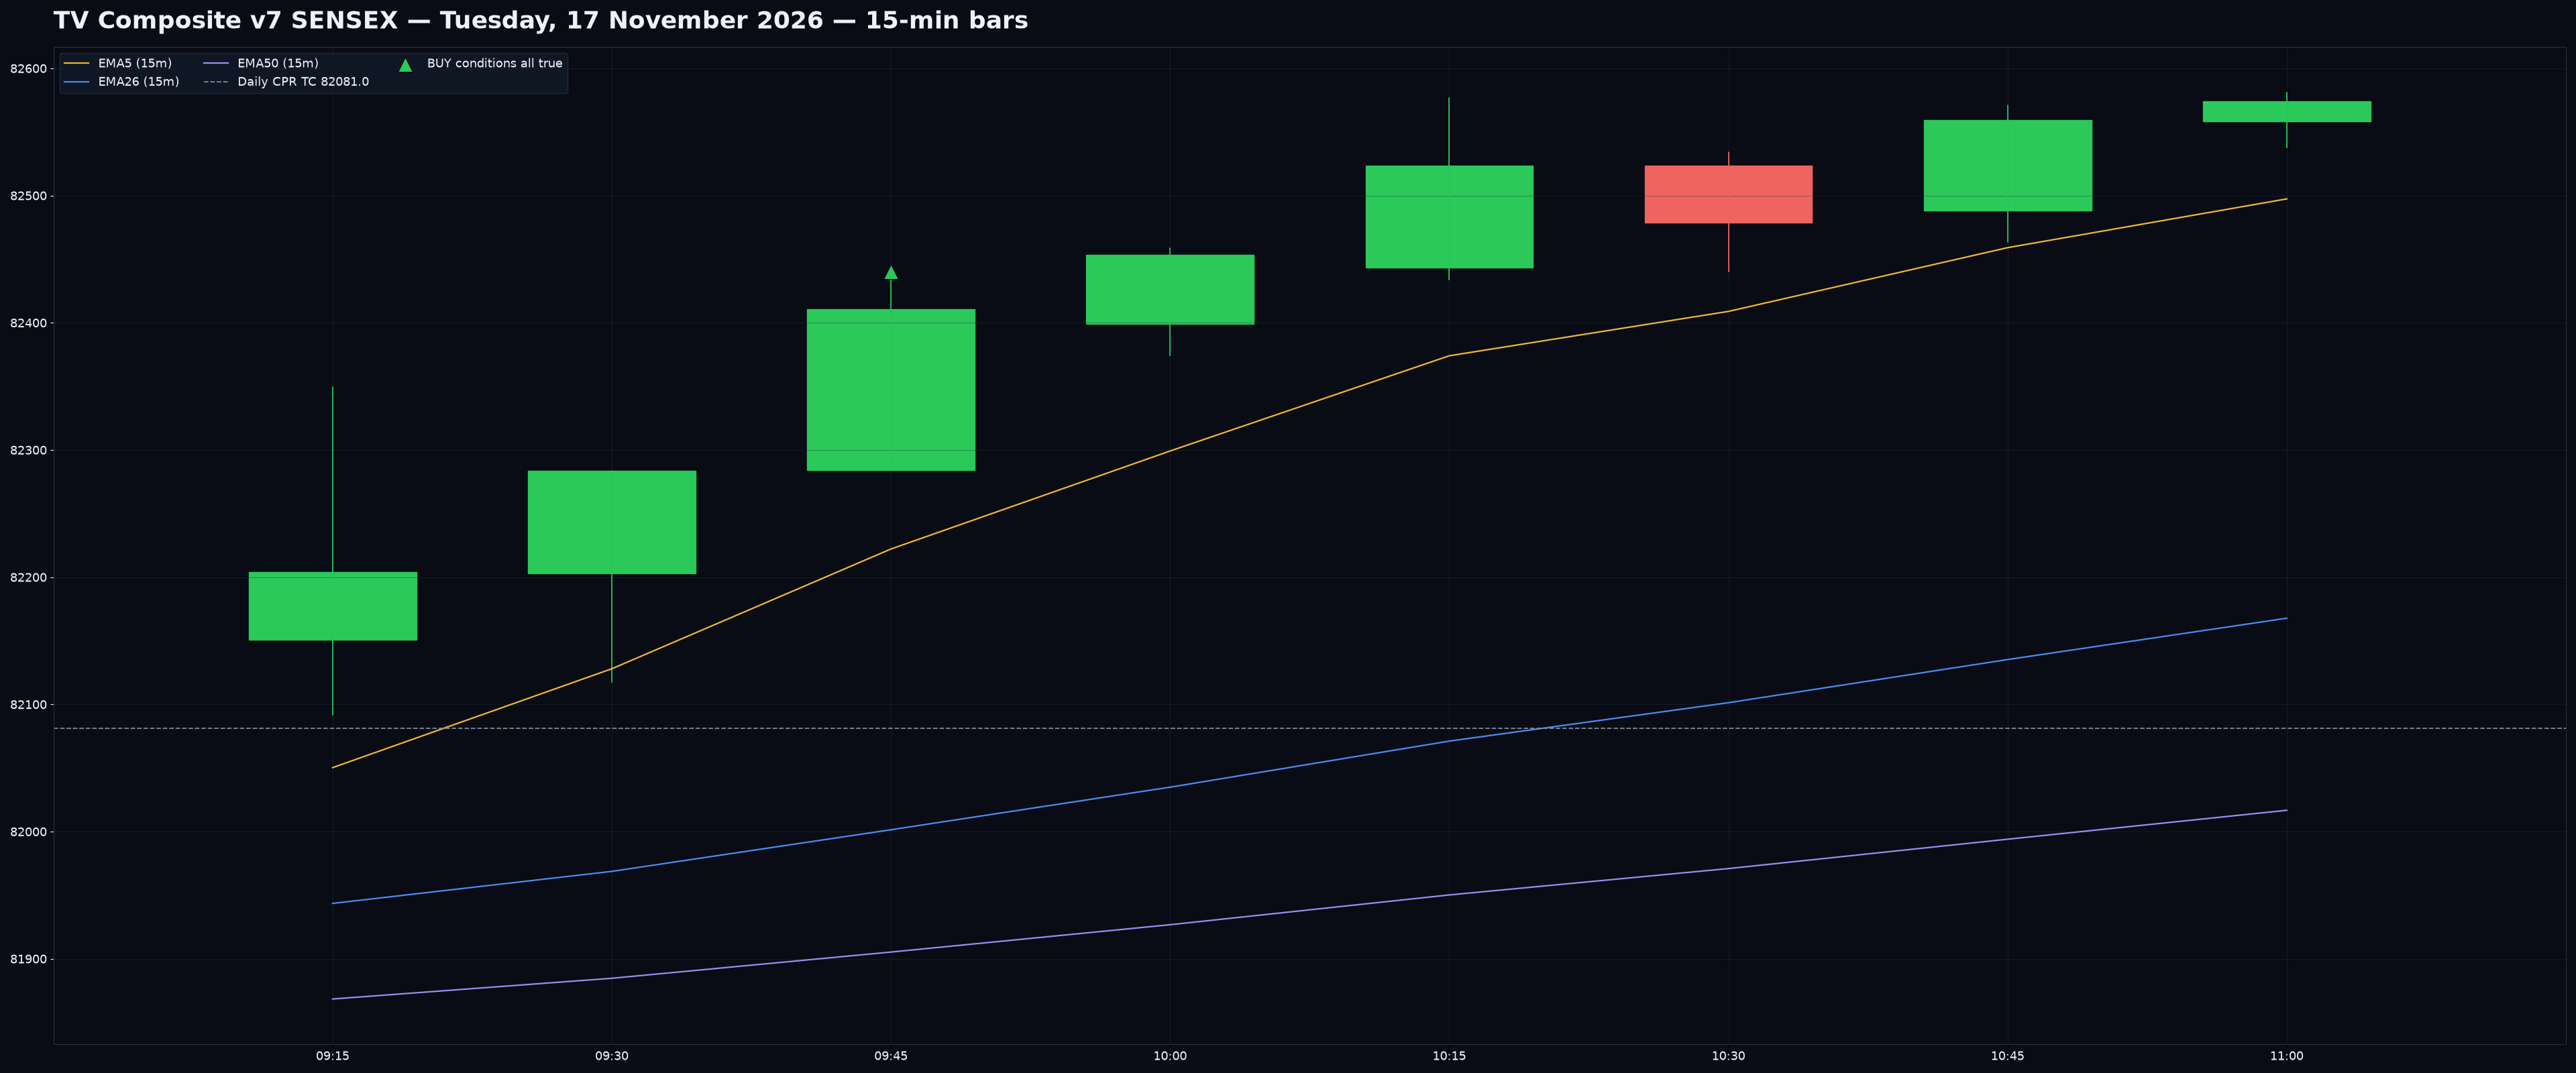 TV Composite v7 SENSEX — Tuesday, 17 November 2026 — 15-min bars
EMA5 (15m) EMA50 (15m) BUY conditions all true
EMA26 (15m) Daily CPR TC 82081.0
82600
82500
82400
82300
82200
82100
82000
81900
09:15 09:30 09:45 10:00 10:15 10:30 10:45 11:00